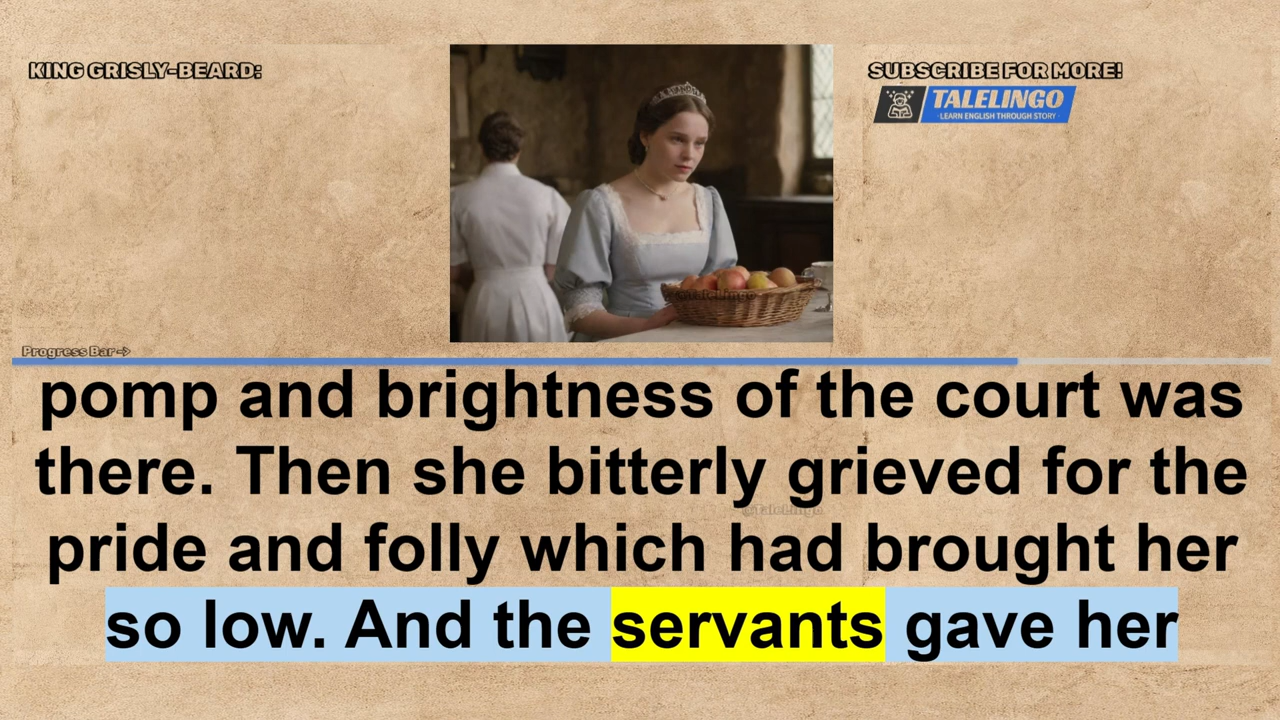 KING GRISLY-BEARD:
SUBSCRIBE FOR MORE!
TALELINGO
· LEARN ENGLISH THROUGH STORY ·
Progress Bar->
pomp and brightness of the court was
there. Then she bitterly grieved for the
pride and folly which had brought her
so low. And the servants gave her
@TaleLingo